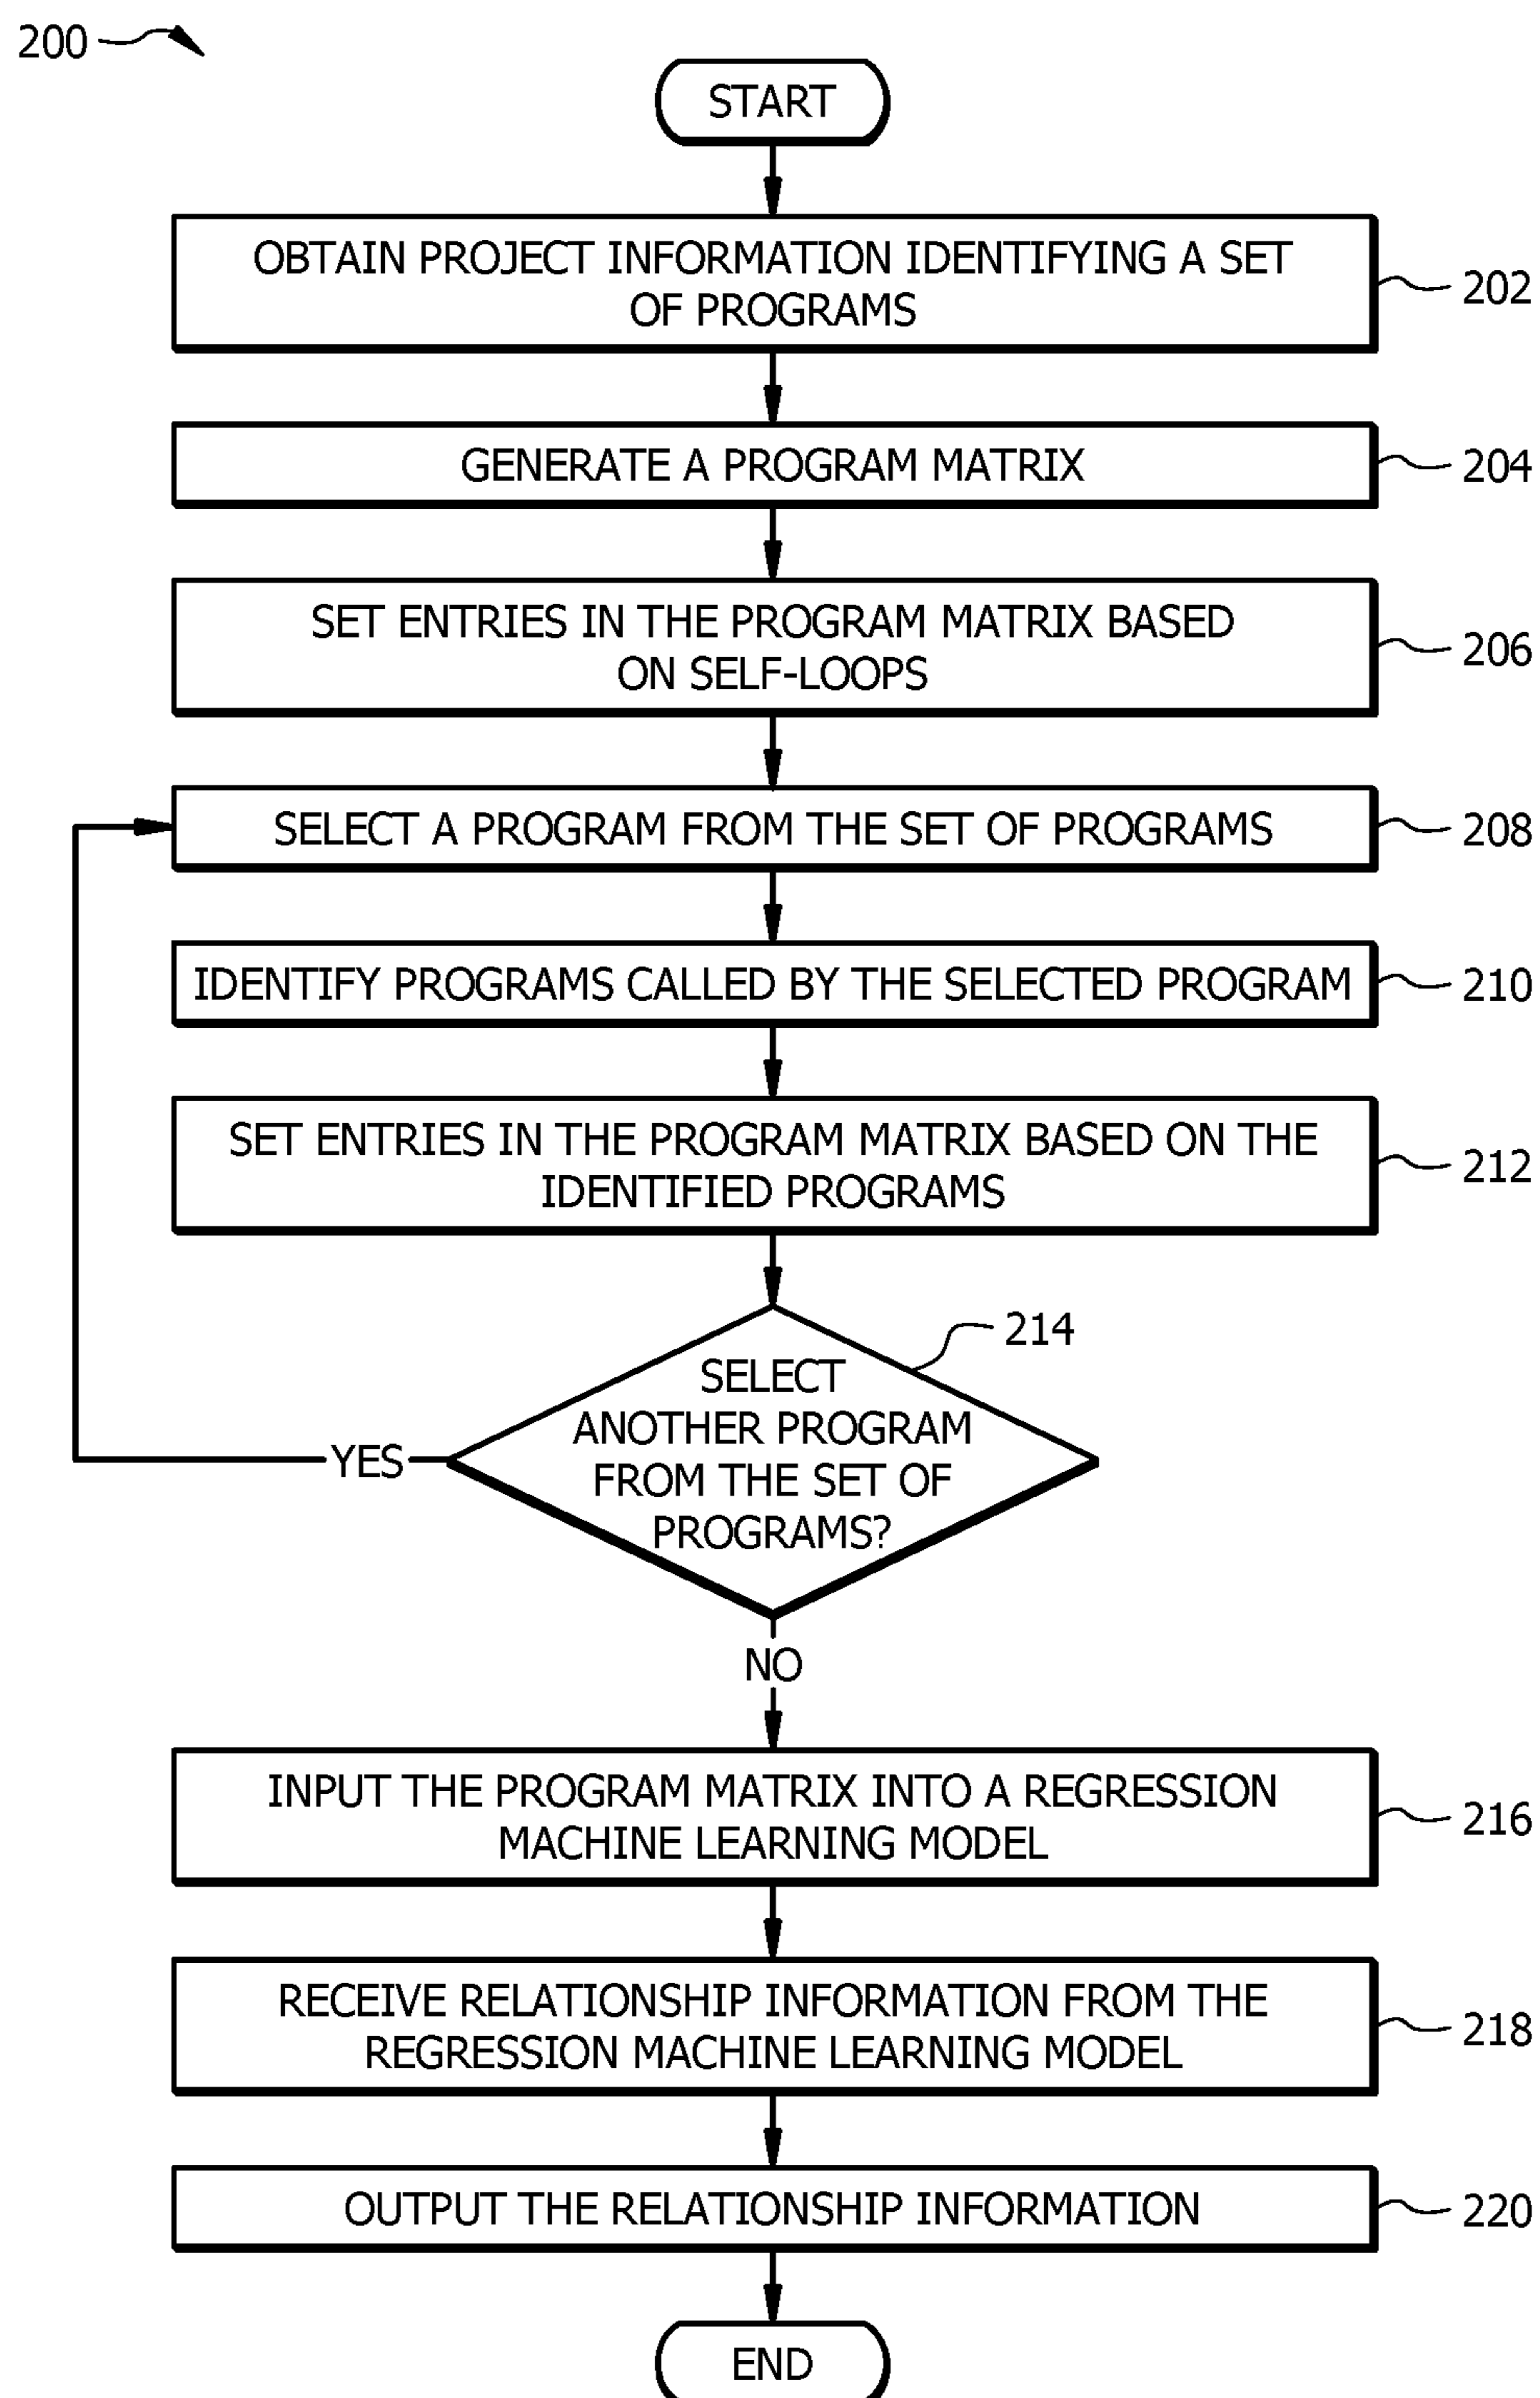 200
START
OBTAIN PROJECT INFORMATION IDENTIFYING A SET
OF PROGRAMS
202
GENERATE A PROGRAM MATRIX
204
SET ENTRIES IN THE PROGRAM MATRIX BASED
ON SELF-LOOPS
206
SELECT A PROGRAM FROM THE SET OF PROGRAMS
208
IDENTIFY PROGRAMS CALLED BY THE SELECTED PROGRAM
210
SET ENTRIES IN THE PROGRAM MATRIX BASED ON THE
IDENTIFIED PROGRAMS
212
214
SELECT
ANOTHER PROGRAM
FROM THE SET OF
PROGRAMS?
YES
NO
INPUT THE PROGRAM MATRIX INTO A REGRESSION
MACHINE LEARNING MODEL
216
RECEIVE RELATIONSHIP INFORMATION FROM THE
REGRESSION MACHINE LEARNING MODEL
218
OUTPUT THE RELATIONSHIP INFORMATION
220
END